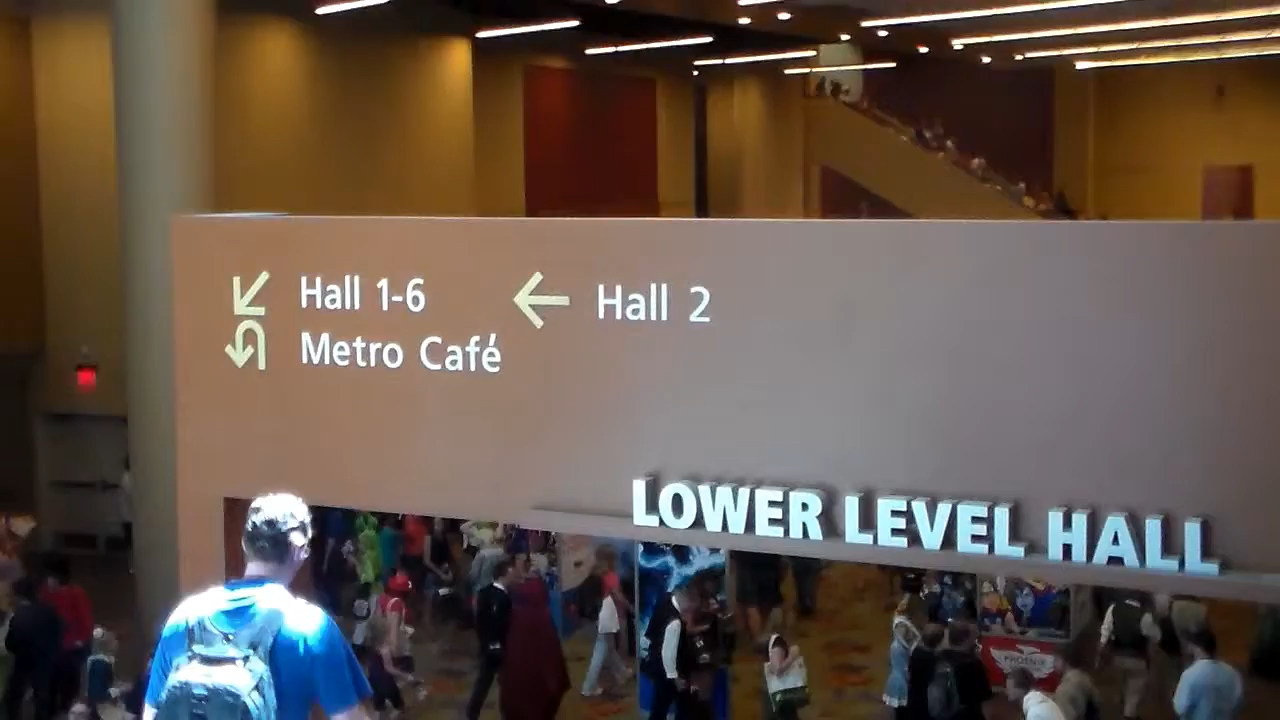 Hall 1-6
Metro Café
Hall 2
LOWER LEVEL HALL
PHOENIX